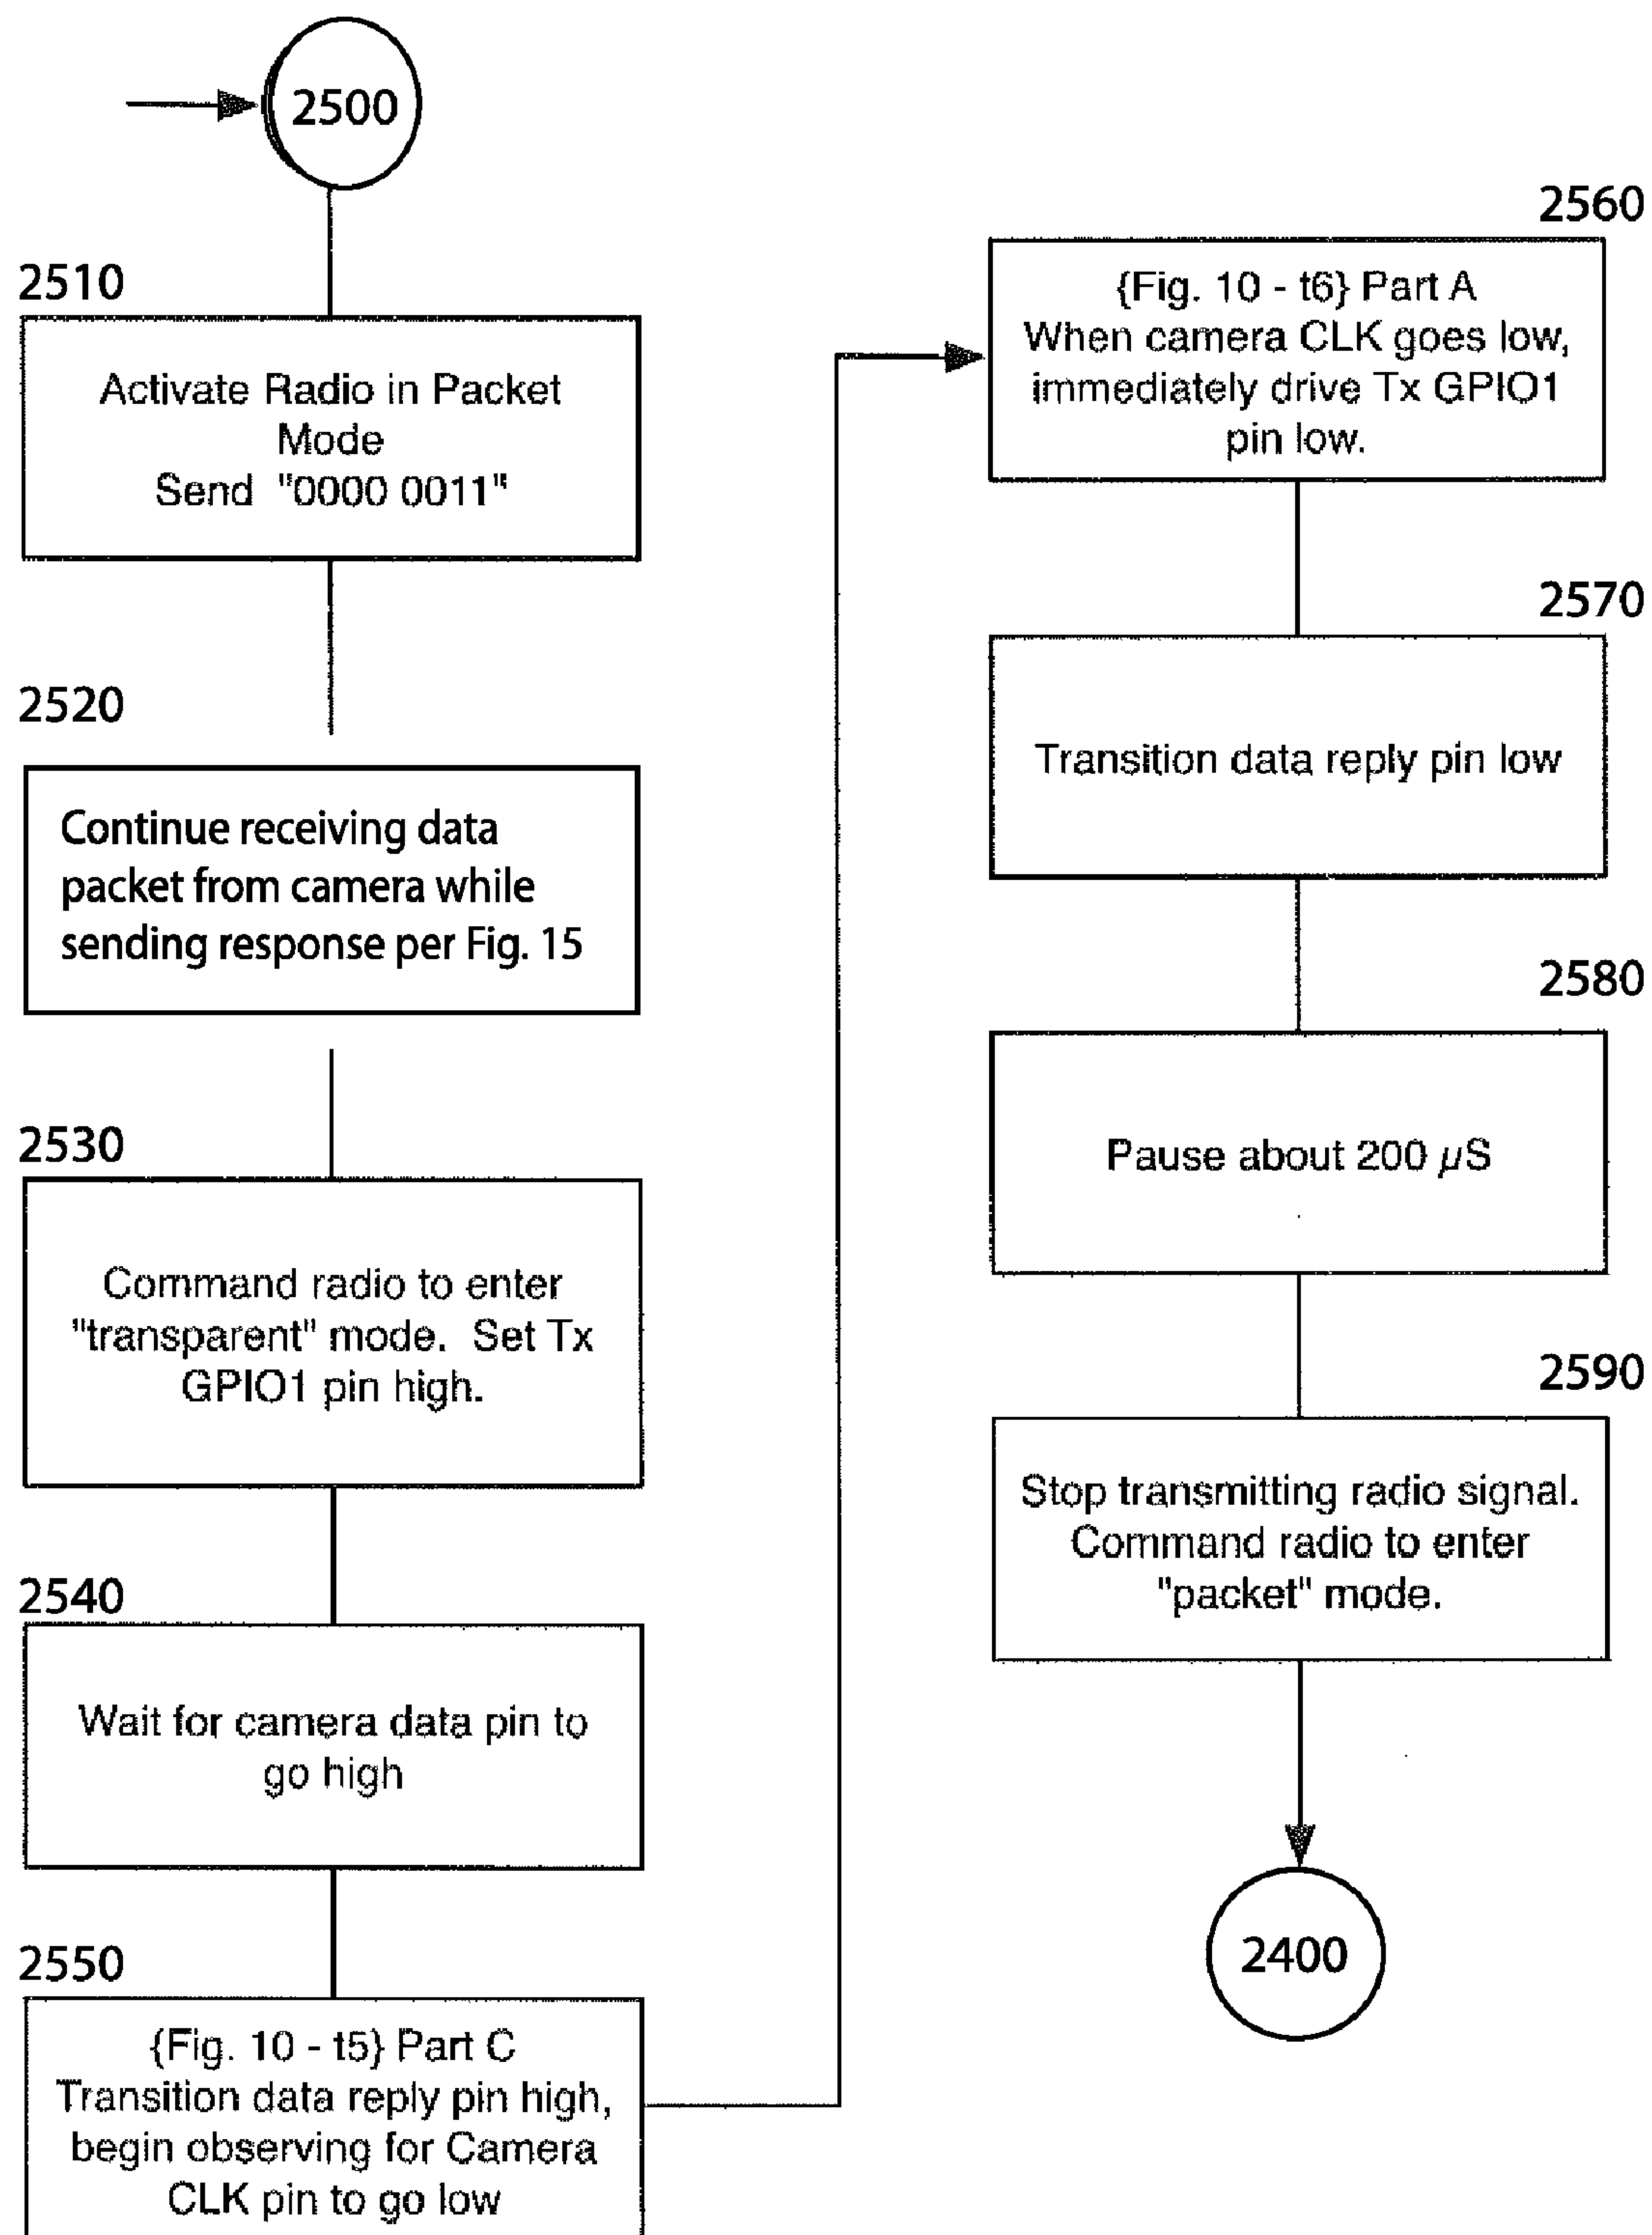 2500
2510
Activate Radio in Packet
Mode
Send "0000 0011"
2520
Continue receiving data
packet from camera while
sending response per Fig. 15
2530
Command radio to enter
"transparent" mode. Set Tx
GPIO1 pin high.
2540
Wait for camera data pin to
go high
2550
{Fig. 10 - t5} Part C
Transition data reply pin high,
begin observing for Camera
CLK pin to go low
2560
{Fig. 10 - t6} Part A
When camera CLK goes low,
immediately drive Tx GPIO1
pin low.
2570
Transition data reply pin low
2580
Pause about 200 µS
2590
Stop transmitting radio signal.
Command radio to enter
"packet" mode.
2400